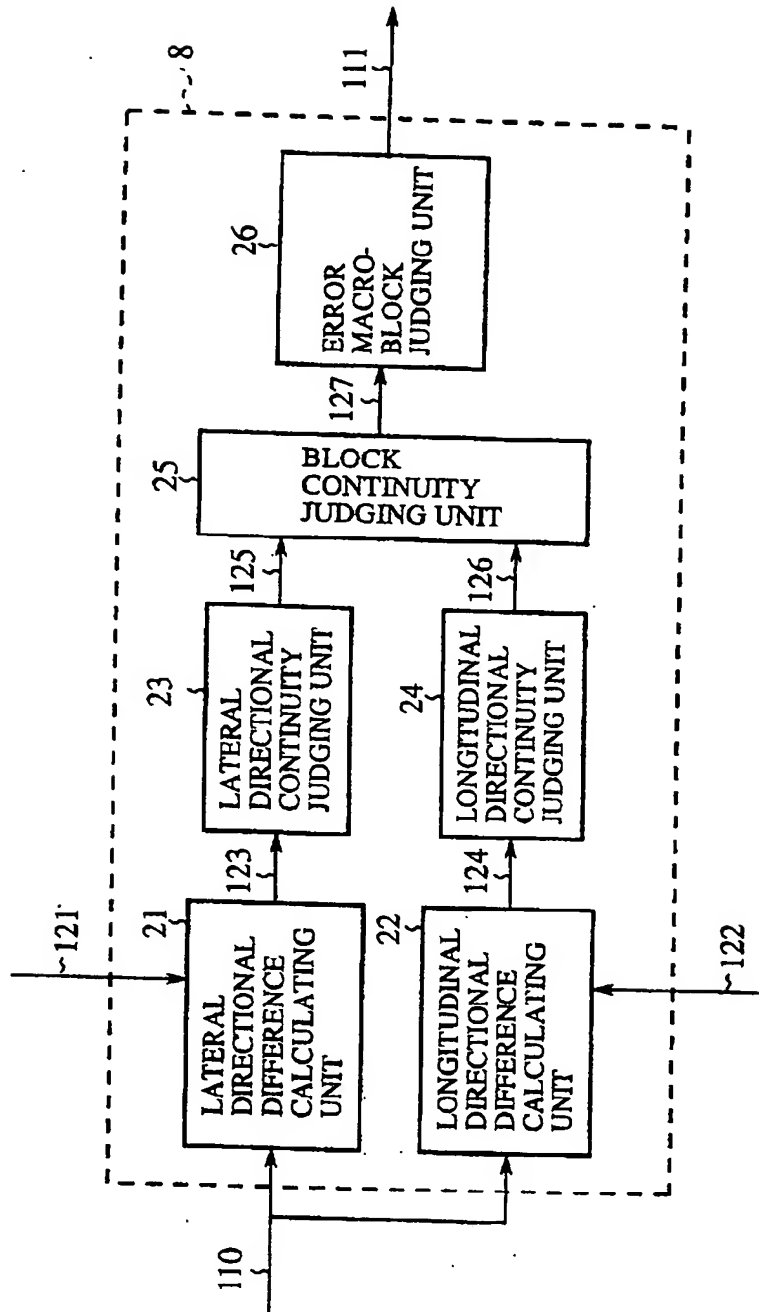 8
111
26
ERROR
MACRO-
BLOCK
JUDGING UNIT
127
25
BLOCK
CONTINUITY
JUDGING UNIT
125
126
23
LATERAL
DIRECTIONAL
CONTINUITY
JUDGING UNIT
24
LONGITUDINAL
DIRECTIONAL
CONTINUITY
JUDGING UNIT
123
124
121
21
LATERAL
DIRECTIONAL
DIFFERENCE
CALCULATING
UNIT
22
LONGITUDINAL
DIRECTIONAL
DIFFERENCE
CALCULATING
UNIT
122
110